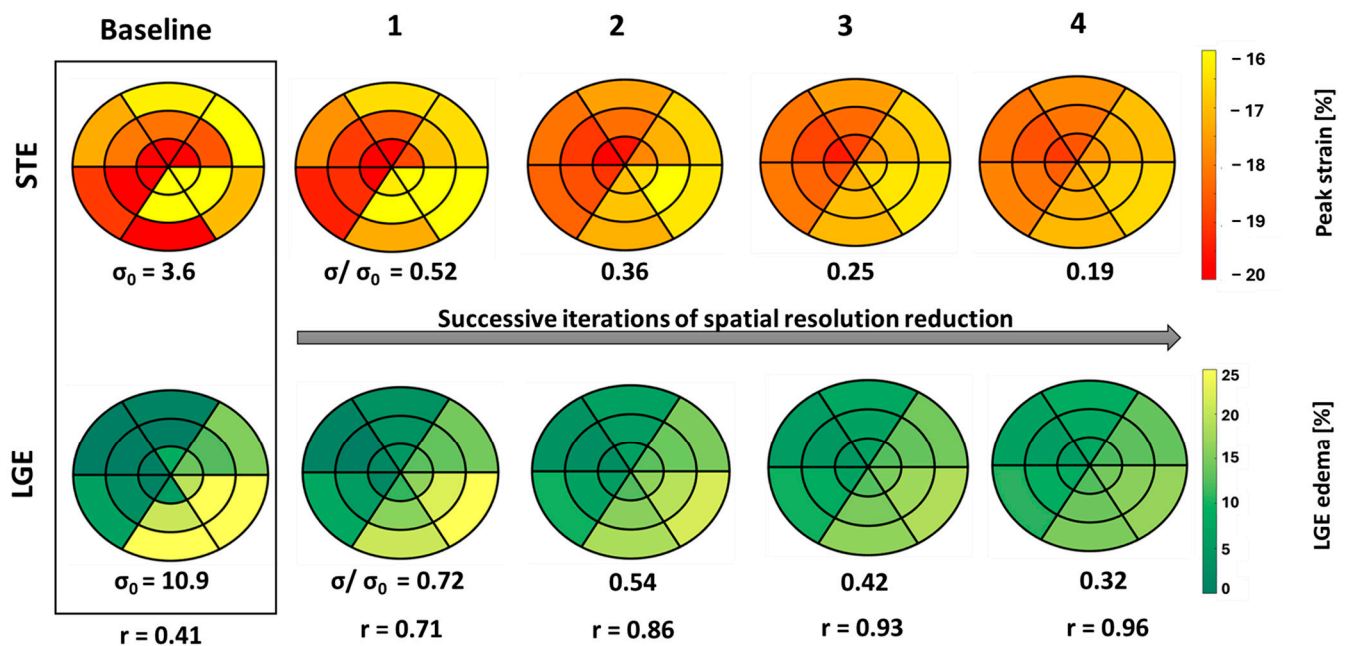 Baseline 1 2 3 4
STE
σ₀ = 3.6 σ/ σ₀ = 0.52 0.36 0.25 0.19
− 16
− 17
− 18
− 19
− 20
Peak strain [%]
Successive iterations of spatial resolution reduction
LGE
σ₀ = 10.9 σ/ σ₀ = 0.72 0.54 0.42 0.32
25
20
15
10
5
0
LGE edema [%]
r = 0.41 r = 0.71 r = 0.86 r = 0.93 r = 0.96